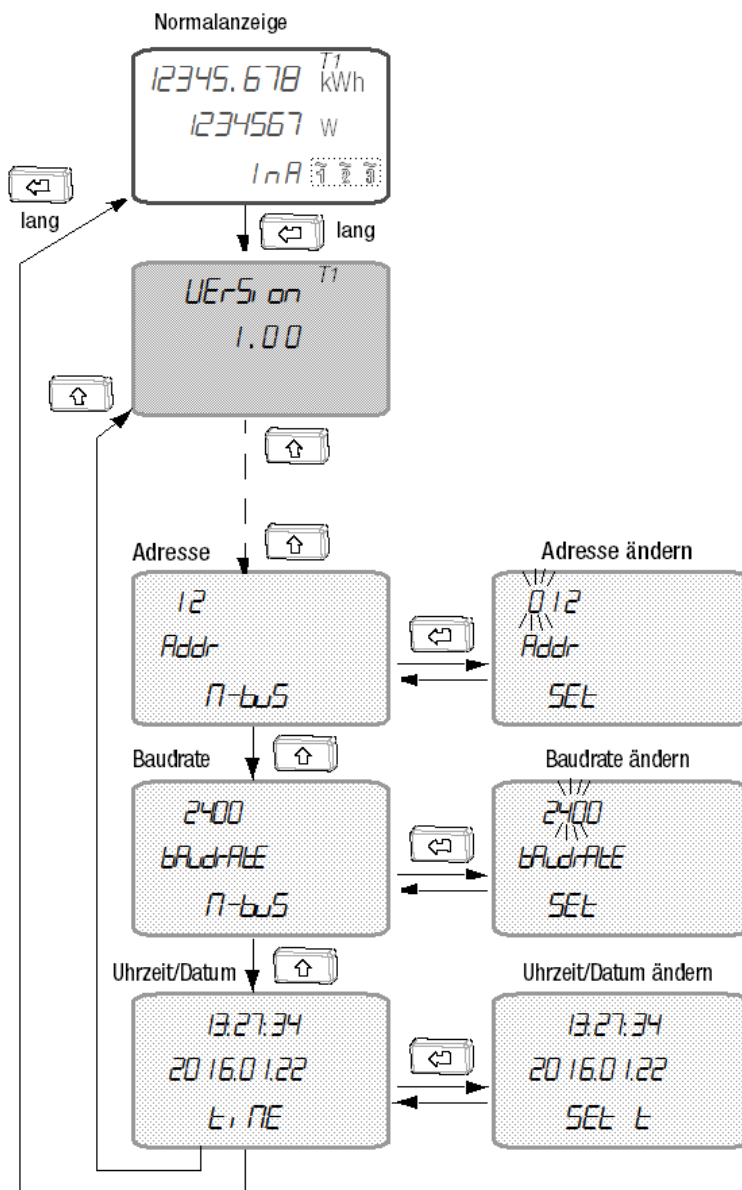 Normalanzeige
T1
12345.678 kWh
1234567 W
InA 1 2 3
lang
lang
VErSion T1
1.00
Adresse
12
Addr
M-buS
Adresse ändern
012
Addr
SEt
Baudrate
2400
bAudrAtE
M-buS
Baudrate ändern
2400
bAudrAtE
SEt
Uhrzeit/Datum
13:27:34
2016.01.22
tiME
Uhrzeit/Datum ändern
13:27:34
2016.01.22
SEt t